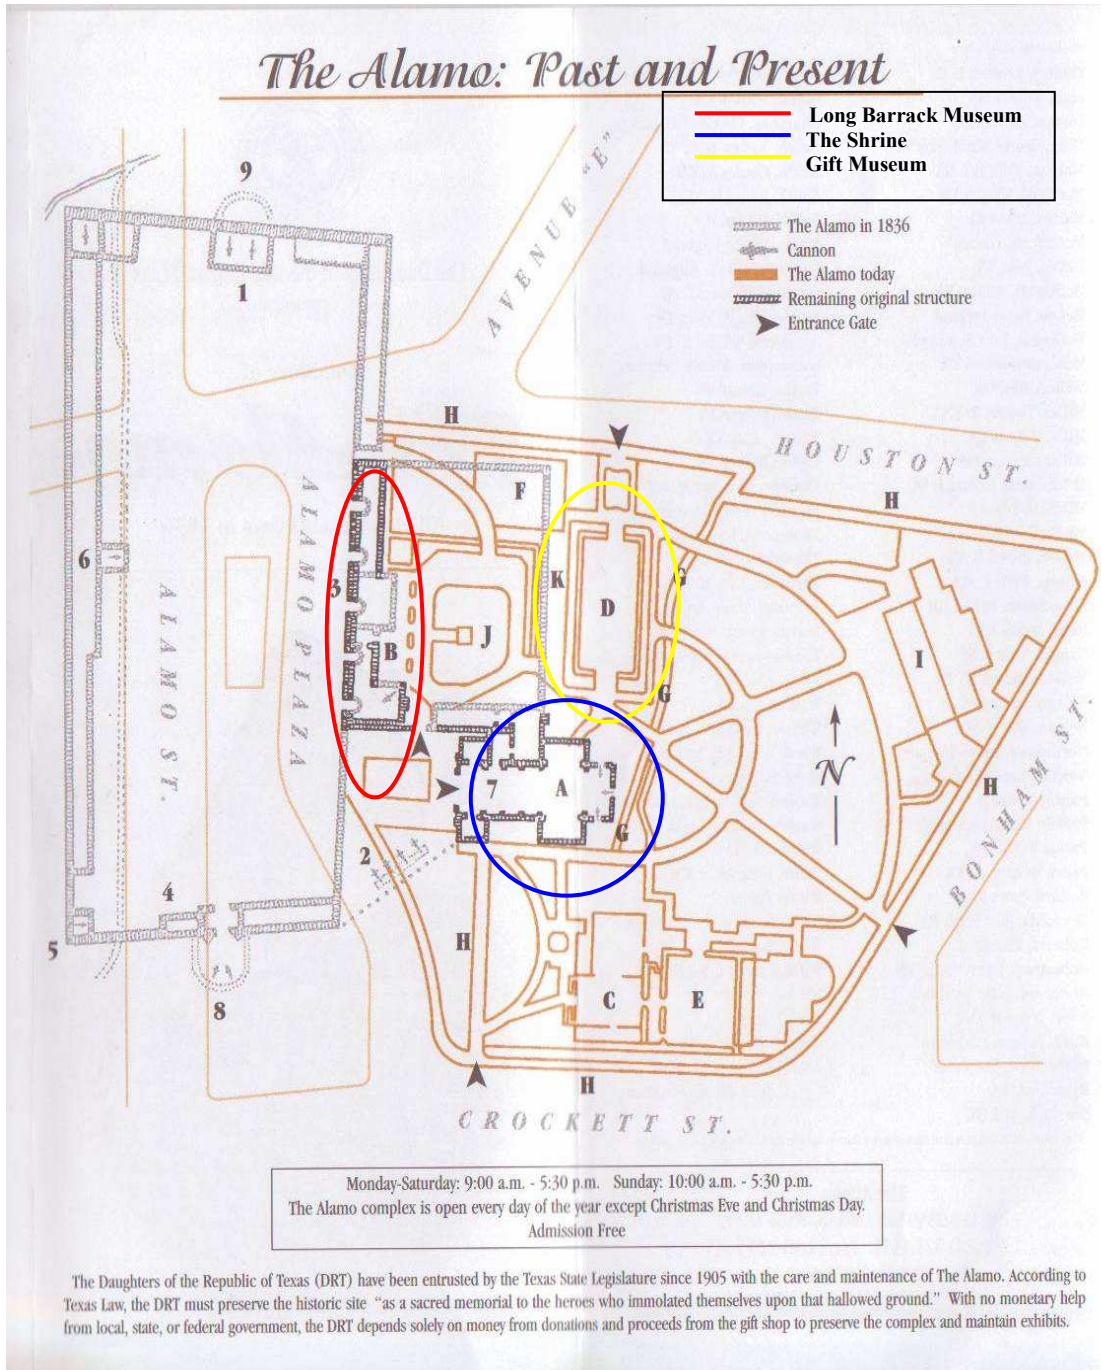 The Alamo: Past and Present
Long Barrack Museum
The Shrine
Gift Museum
The Alamo in 1836
Cannon
The Alamo today
Remaining original structure
Entrance Gate
9
1
AVENUE "E"
H
HOUSTON ST.
H
F
ALAMO PLAZA
6
3
K
G
D
J
B
I
ALAMO ST.
G
N
H
7
A
BONHAM ST.
G
2
4
5
H
8
C
E
H
CROCKETT ST.
Monday-Saturday: 9:00 a.m. - 5:30 p.m. Sunday: 10:00 a.m. - 5:30 p.m.
The Alamo complex is open every day of the year except Christmas Eve and Christmas Day.
Admission Free
The Daughters of the Republic of Texas (DRT) have been entrusted by the Texas State Legislature since 1905 with the care and maintenance of The Alamo. According to
Texas Law, the DRT must preserve the historic site "as a sacred memorial to the heroes who immolated themselves upon that hallowed ground." With no monetary help
from local, state, or federal government, the DRT depends solely on money from donations and proceeds from the gift shop to preserve the complex and maintain exhibits.